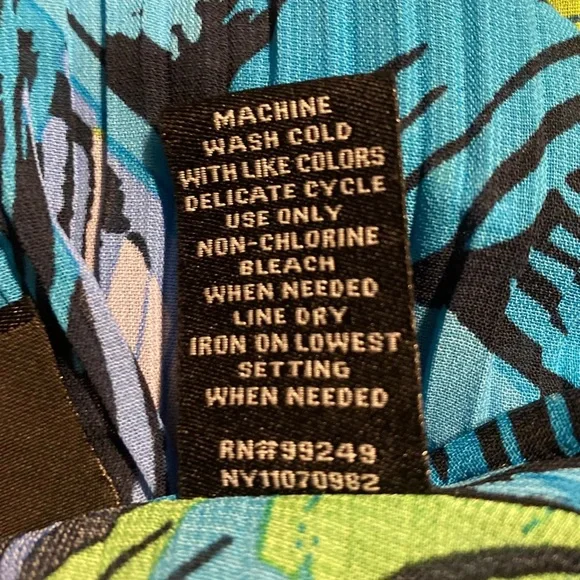 MACHINE
WASH COLD
WITH LIKE COLORS
DELICATE CYCLE
USE ONLY
NON-CHLORINE
BLEACH
WHEN NEEDED
LINE DRY
IRON ON LOWEST
SETTING
WHEN NEEDED
RN#99249
NY11070982